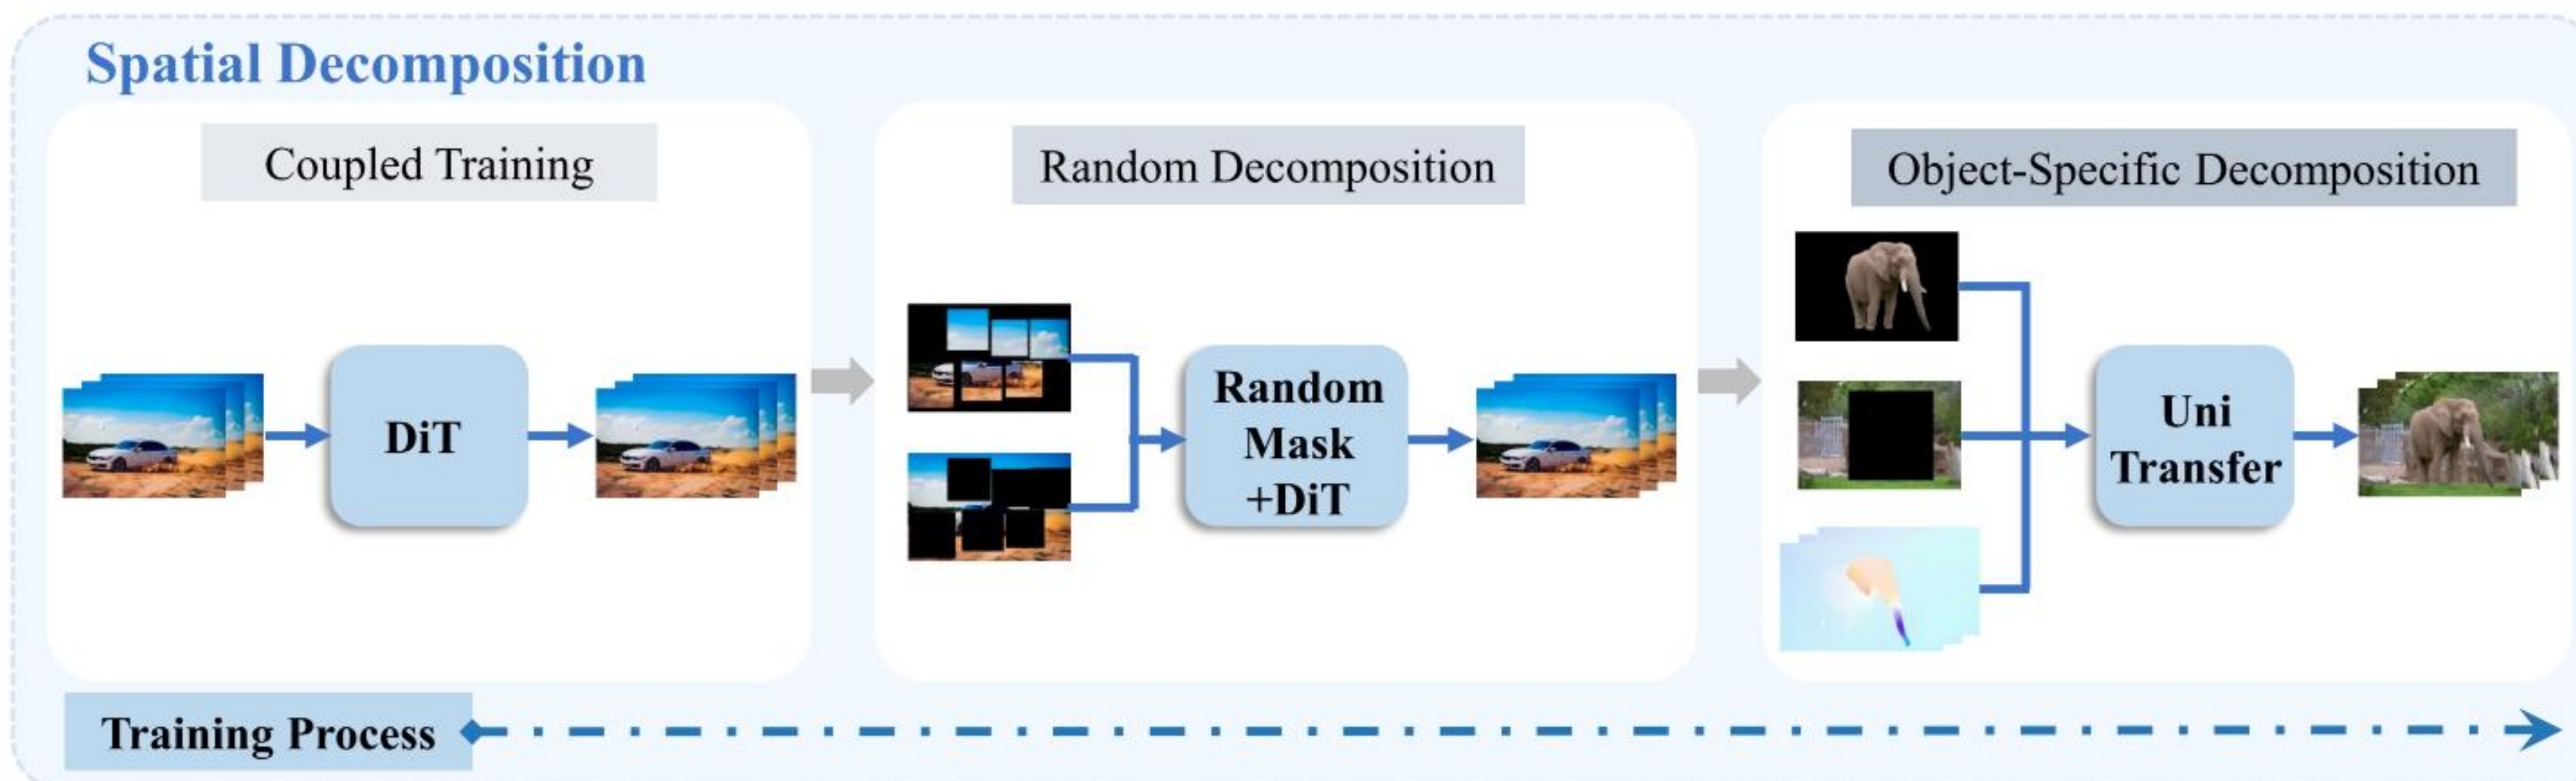 Spatial Decomposition
Coupled Training
Random Decomposition
Object-Specific Decomposition
DiT
Random
Mask
+DiT
Uni
Transfer
Training Process